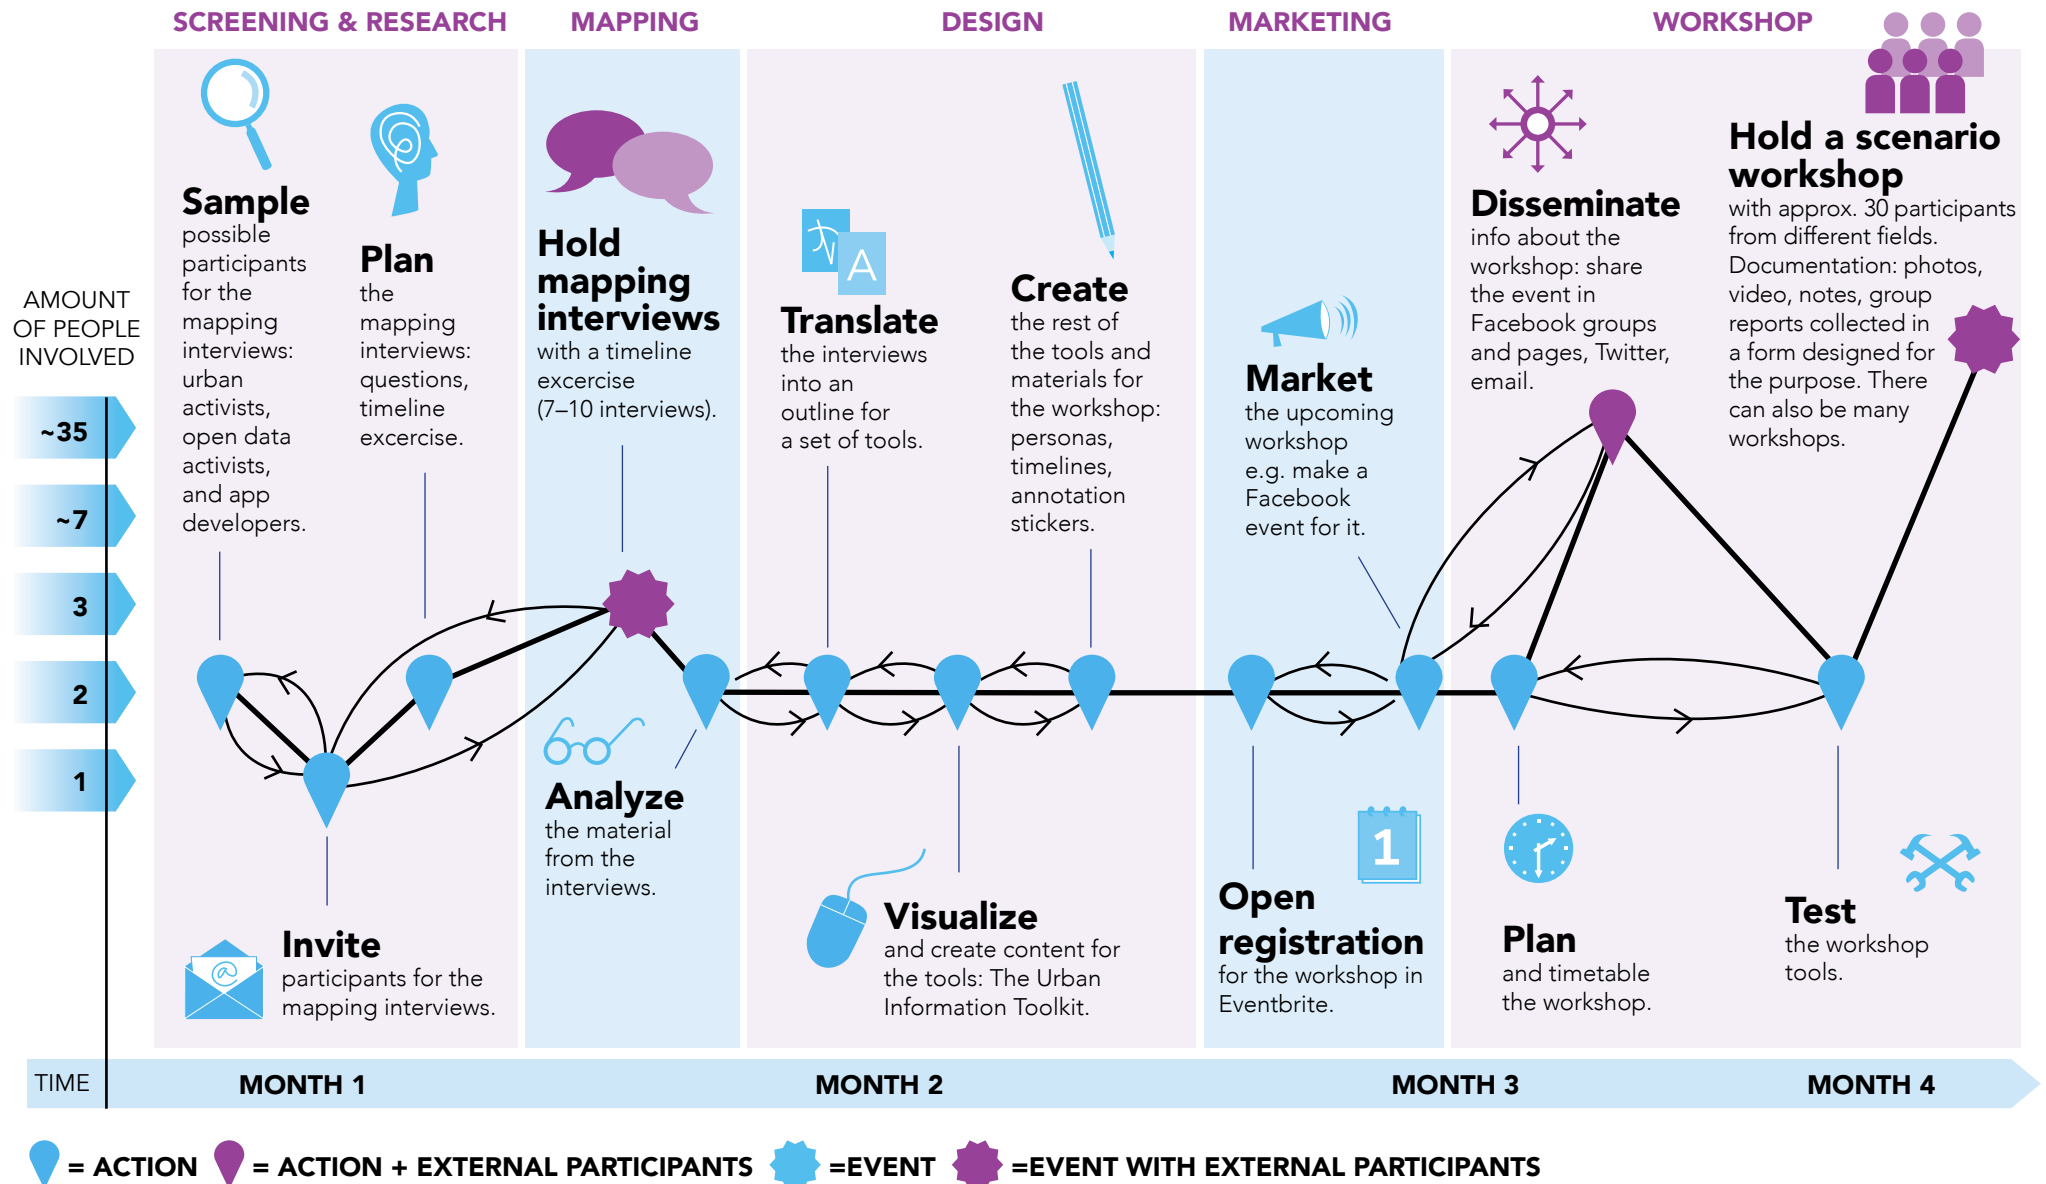 SCREENING & RESEARCH
MAPPING
DESIGN
MARKETING
WORKSHOP
AMOUNT
OF PEOPLE
INVOLVED
~35
~7
3
2
1
Sample
possible
participants
for the
mapping
interviews:
urban
activists,
open data
activists,
and app
developers.
Plan
the
mapping
interviews:
questions,
timeline
excercise.
Invite
participants for the
mapping interviews.
@
Hold
mapping
interviews
with a timeline
excercise
(7–10 interviews).
Analyze
the material
from the
interviews.
A
Translate
the interviews
into an
outline for
a set of tools.
Visualize
and create content for
the tools: The Urban
Information Toolkit.
Create
the rest of
the tools and
materials for
the workshop:
personas,
timelines,
annotation
stickers.
Market
the upcoming
workshop
e.g. make a
Facebook
event for it.
1
Open
registration
for the workshop in
Eventbrite.
Disseminate
info about the
workshop: share
the event in
Facebook groups
and pages, Twitter,
email.
Plan
and timetable
the workshop.
Hold a scenario
workshop
with approx. 30 participants
from different fields.
Documentation: photos,
video, notes, group
reports collected in
a form designed for
the purpose. There
can also be many
workshops.
Test
the workshop
tools.
TIME
MONTH 1
MONTH 2
MONTH 3
MONTH 4
= ACTION
= ACTION + EXTERNAL PARTICIPANTS
=EVENT
=EVENT WITH EXTERNAL PARTICIPANTS